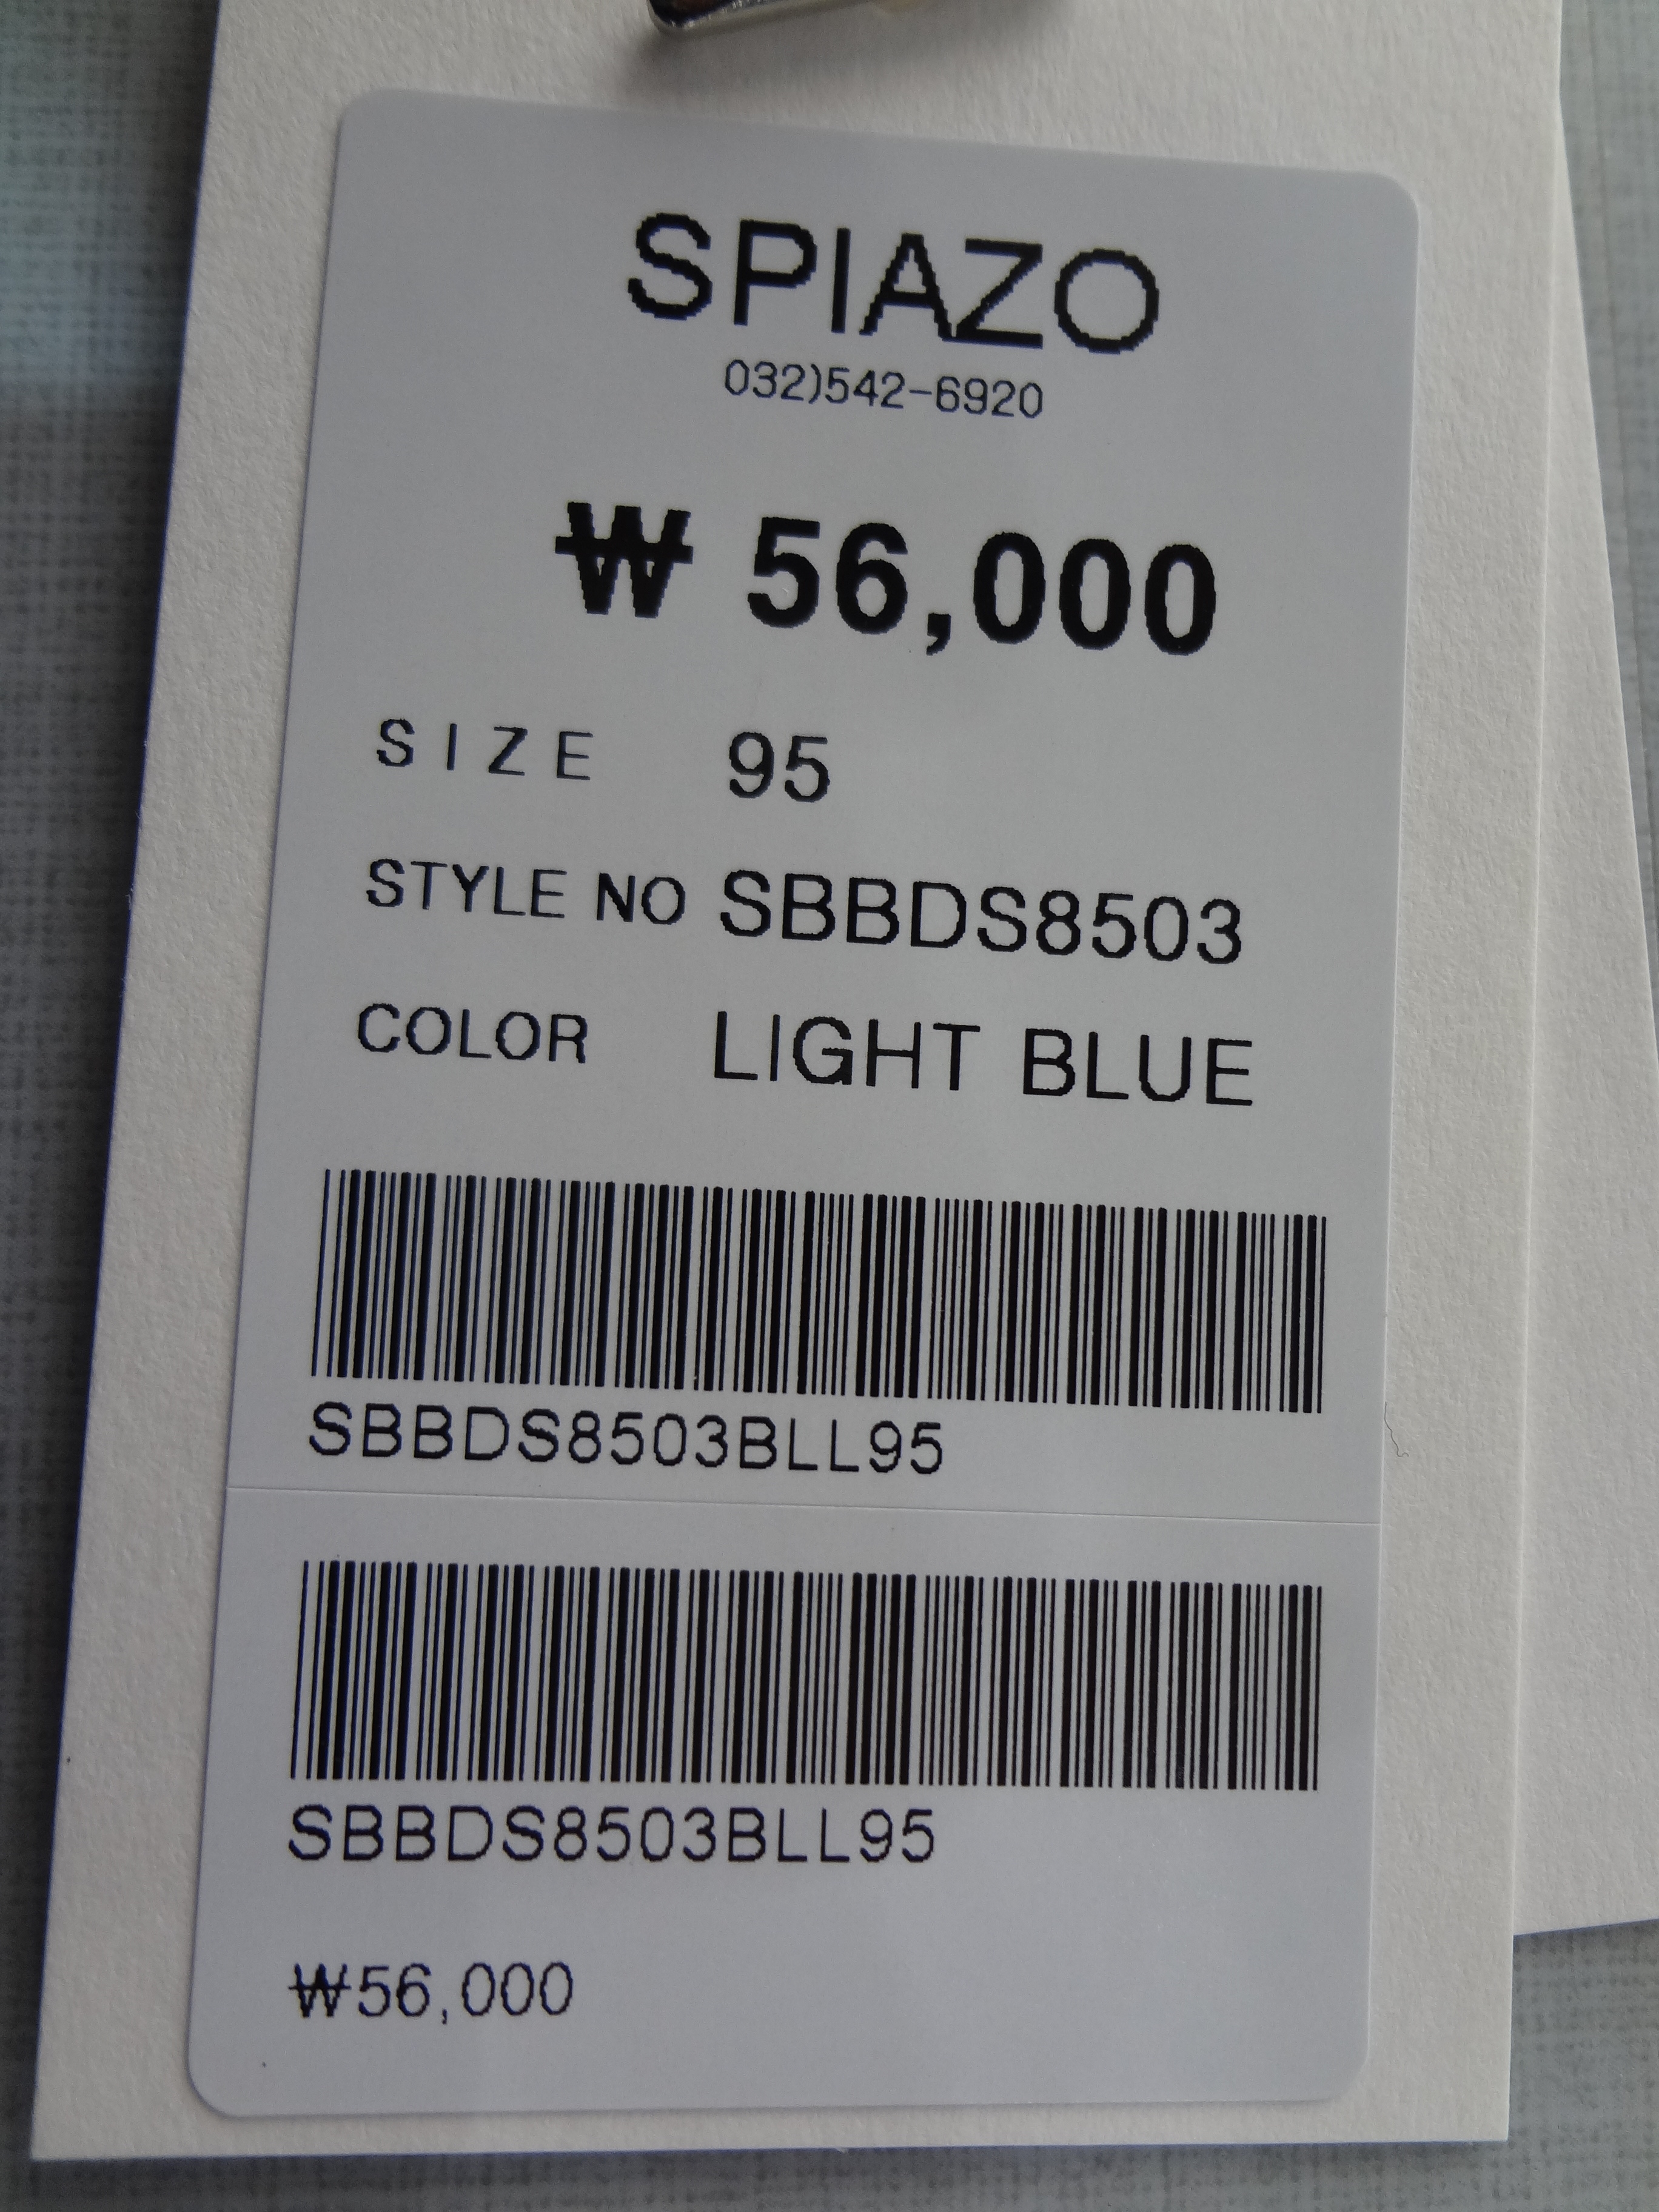 SPIAZO
032)542-6920
₩ 56,000
SIZE 95
STYLE NO SBBDS8503
COLOR LIGHT BLUE
SBBDS8503BLL95
SBBDS8503BLL95
₩56,000